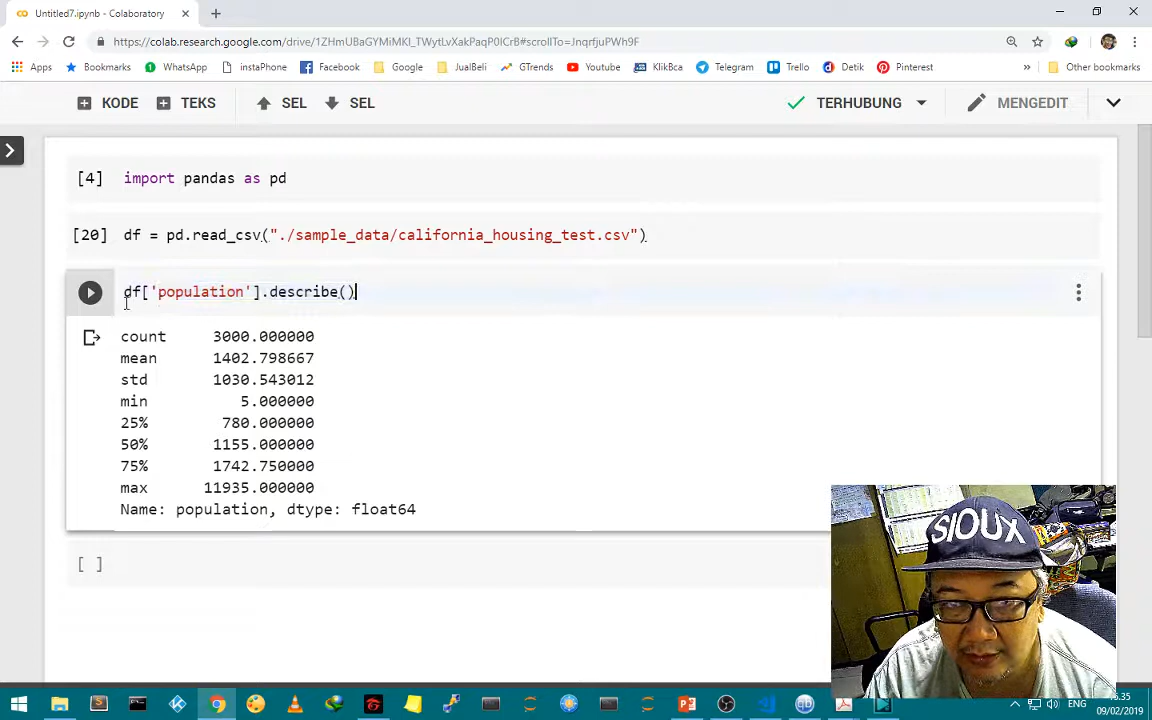 Untitled7.ipynb - Colaboratory
https://colab.research.google.com/drive/1ZHmUBaGYMiMKl_TWytLvXakPaqP0ICrB#scrollTo=JnqrfjuPWh9F
Apps Bookmarks WhatsApp instaPhone Facebook Google JualBeli GTrends Youtube KlikBca Telegram Trello Detik Pinterest » Other bookmarks
KODE TEKS SEL SEL TERHUBUNG MENGEDIT
[4] import pandas as pd
[20] df = pd.read_csv("./sample_data/california_housing_test.csv")
df['population'].describe()
count 3000.000000
mean 1402.798667
std 1030.543012
min 5.000000
25% 780.000000
50% 1155.000000
75% 1742.750000
max 11935.000000
Name: population, dtype: float64
[ ]
SIOUX
ENG
09/02/2019